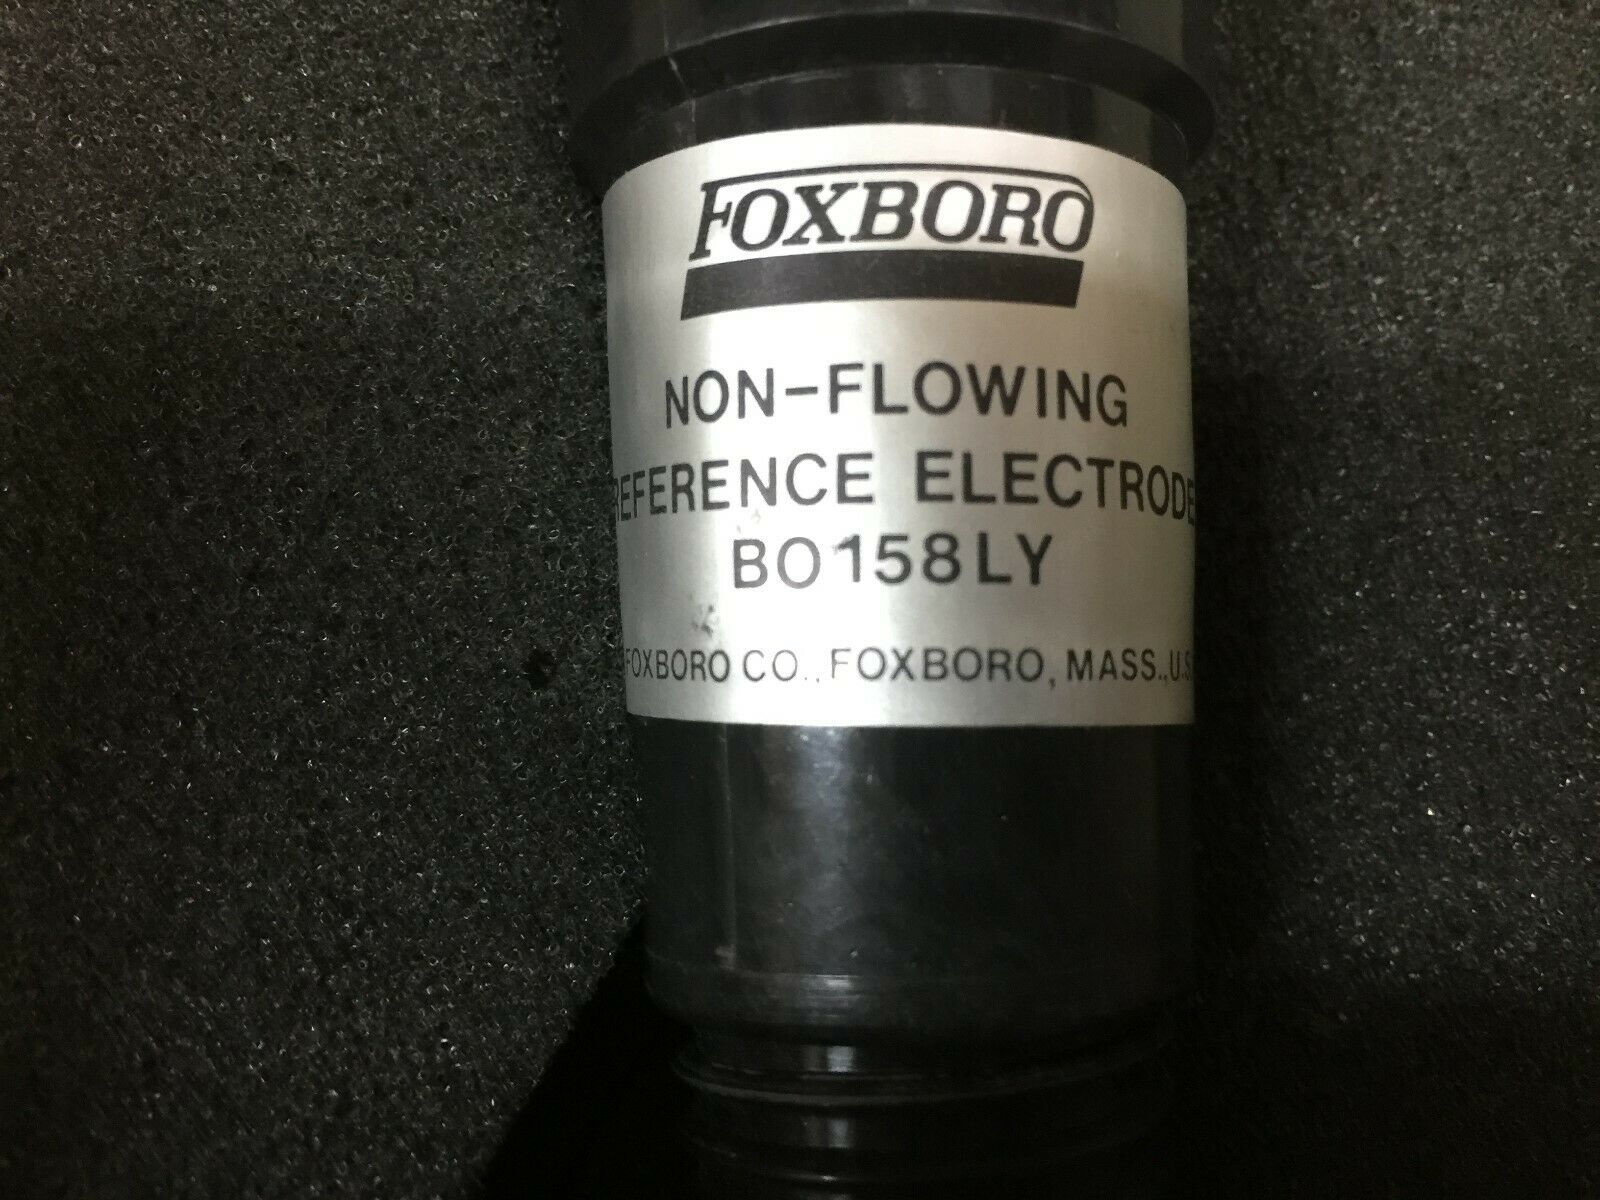 FOXBORO
NON-FLOWING
REFERENCE ELECTRODE
BO158LY
FOXBORO CO., FOXBORO, MASS., U.S.